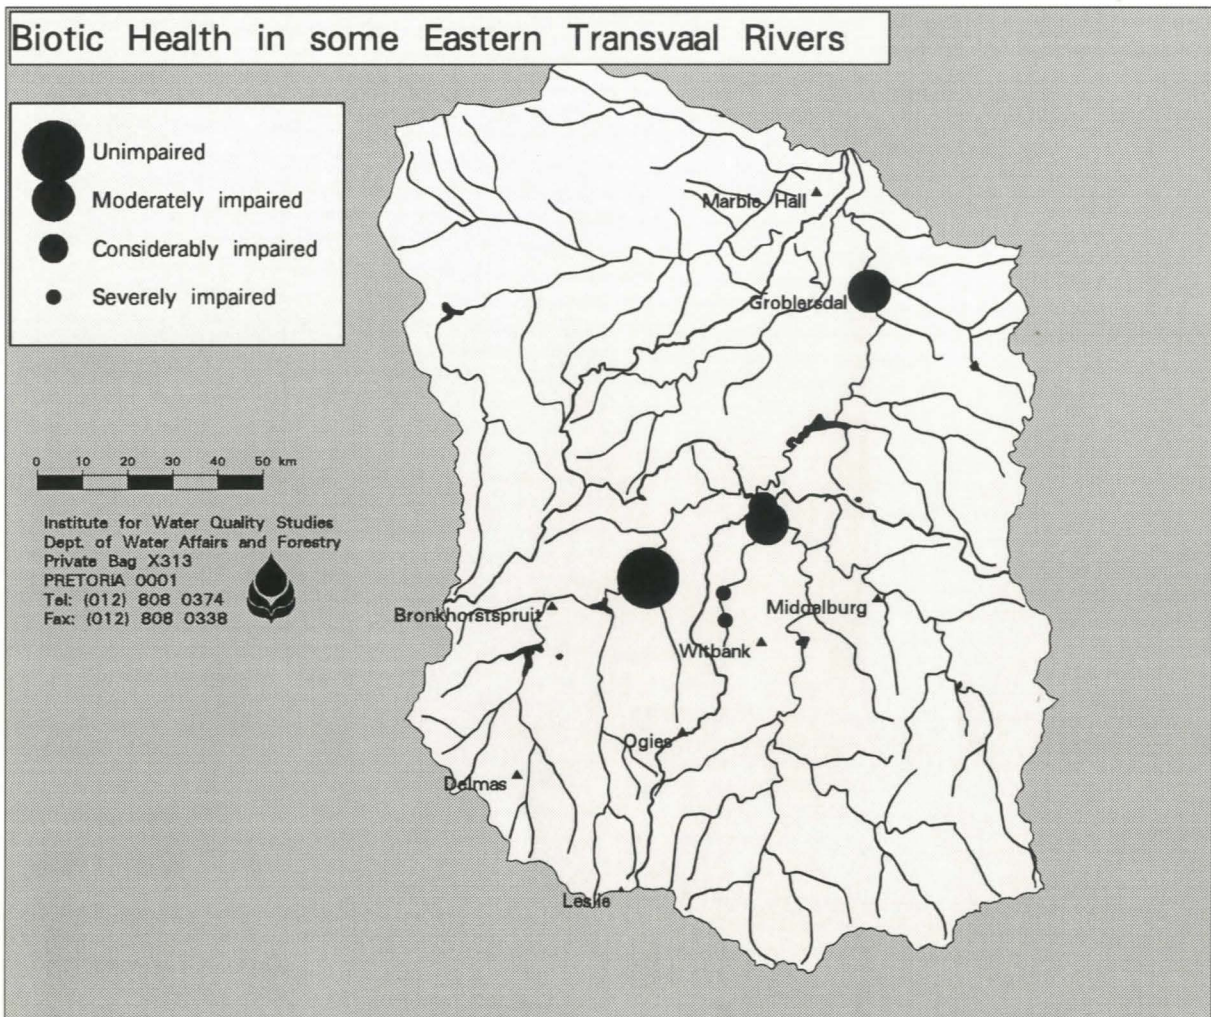 Biotic Health in some Eastern Transvaal Rivers
Unimpaired
Moderately impaired
Considerably impaired
Severely impaired
0 10 20 30 40 50 km
Institute for Water Quality Studies
Dept. of Water Affairs and Forestry
Private Bag X313
PRETORIA 0001
Tel: (012) 808 0374
Fax: (012) 808 0338
Marble Hall
Groblersdal
Bronkhorstspruit
Middelburg
Witbank
Ogies
Delmas
Leslie